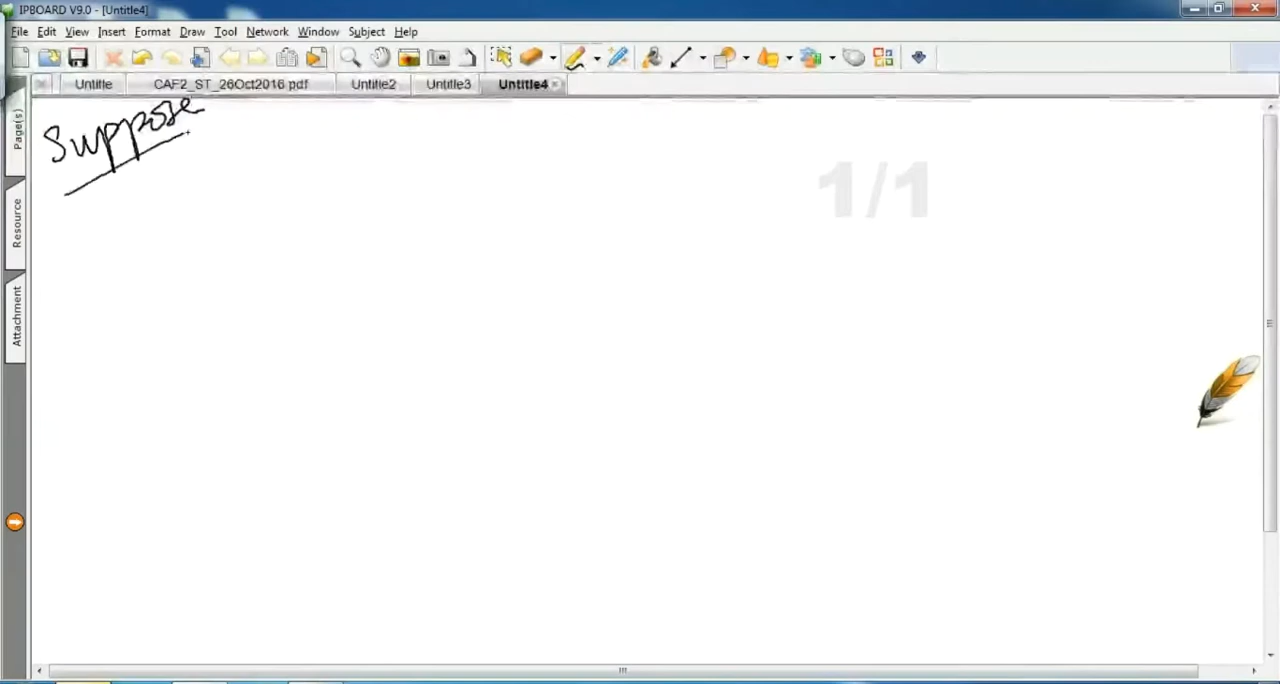 IPBOARD V9.0 - [Untitle4]
File Edit View Insert Format Draw Tool Network Window Subject Help
Untitle CAF2_ST_26Oct2016 pdf Untitle2 Untitle3 Untitle4
Page(s)
Resource
Attachment
Suppose
1/1